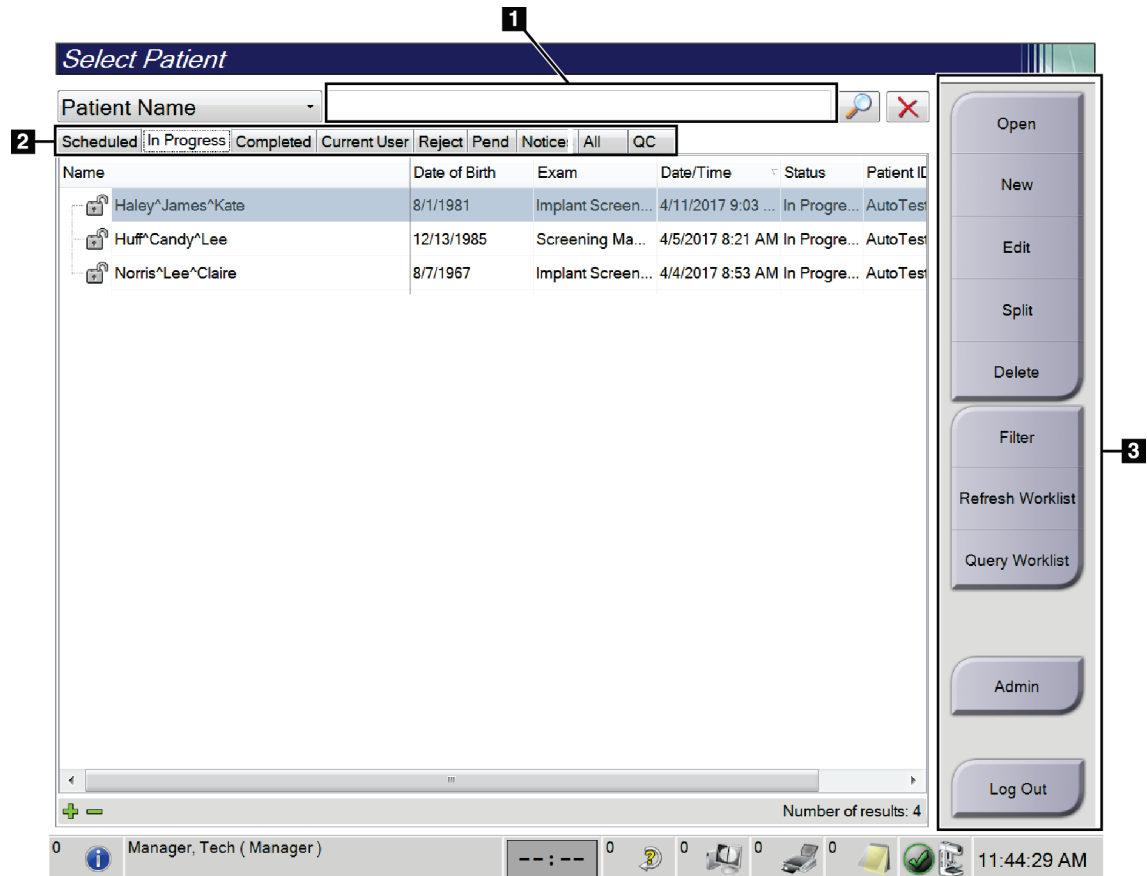 1
Select Patient
Patient Name
2
Scheduled In Progress Completed Current User Reject Pend Notice: All QC
Name Date of Birth Exam Date/Time Status Patient ID
Haley^James^Kate 8/1/1981 Implant Screen... 4/11/2017 9:03 ... In Progre... AutoTest
Huff^Candy^Lee 12/13/1985 Screening Ma... 4/5/2017 8:21 AM In Progre... AutoTest
Norris^Lee^Claire 8/7/1967 Implant Screen... 4/4/2017 8:53 AM In Progre... AutoTest
Open
New
Edit
Split
Delete
Filter
3
Refresh Worklist
Query Worklist
Admin
Log Out
Number of results: 4
0 Manager, Tech ( Manager ) --:-- 0 0 0 0 11:44:29 AM